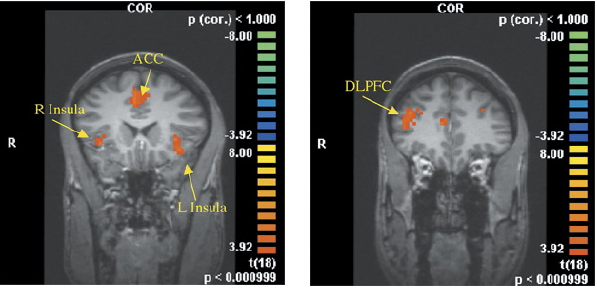 COR
p (cor.) < 1.000
-8.00
ACC
R Insula
R
-3.92
8.00
L Insula
3.92
t(18)
p < 0.000999
COR
p (cor.) < 1.000
-8.00
DLPFC
R
-3.92
8.00
3.92
t(18)
p < 0.000999